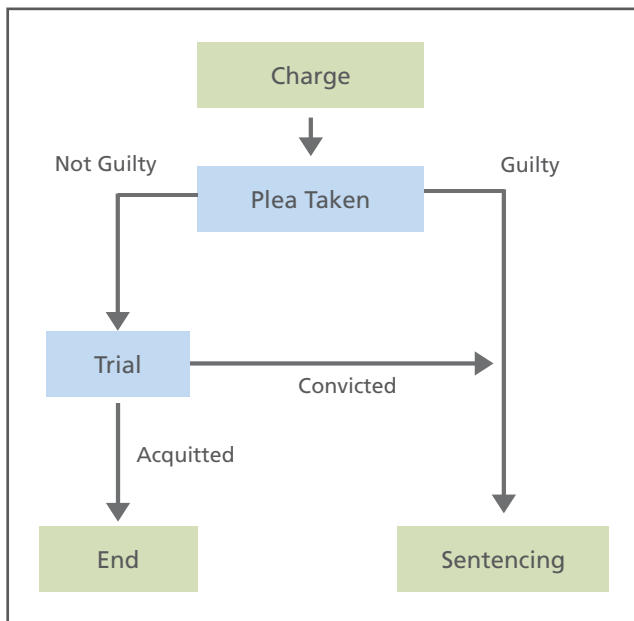 Charge
Not Guilty
Guilty
Plea Taken
Trial
Convicted
Acquitted
End
Sentencing